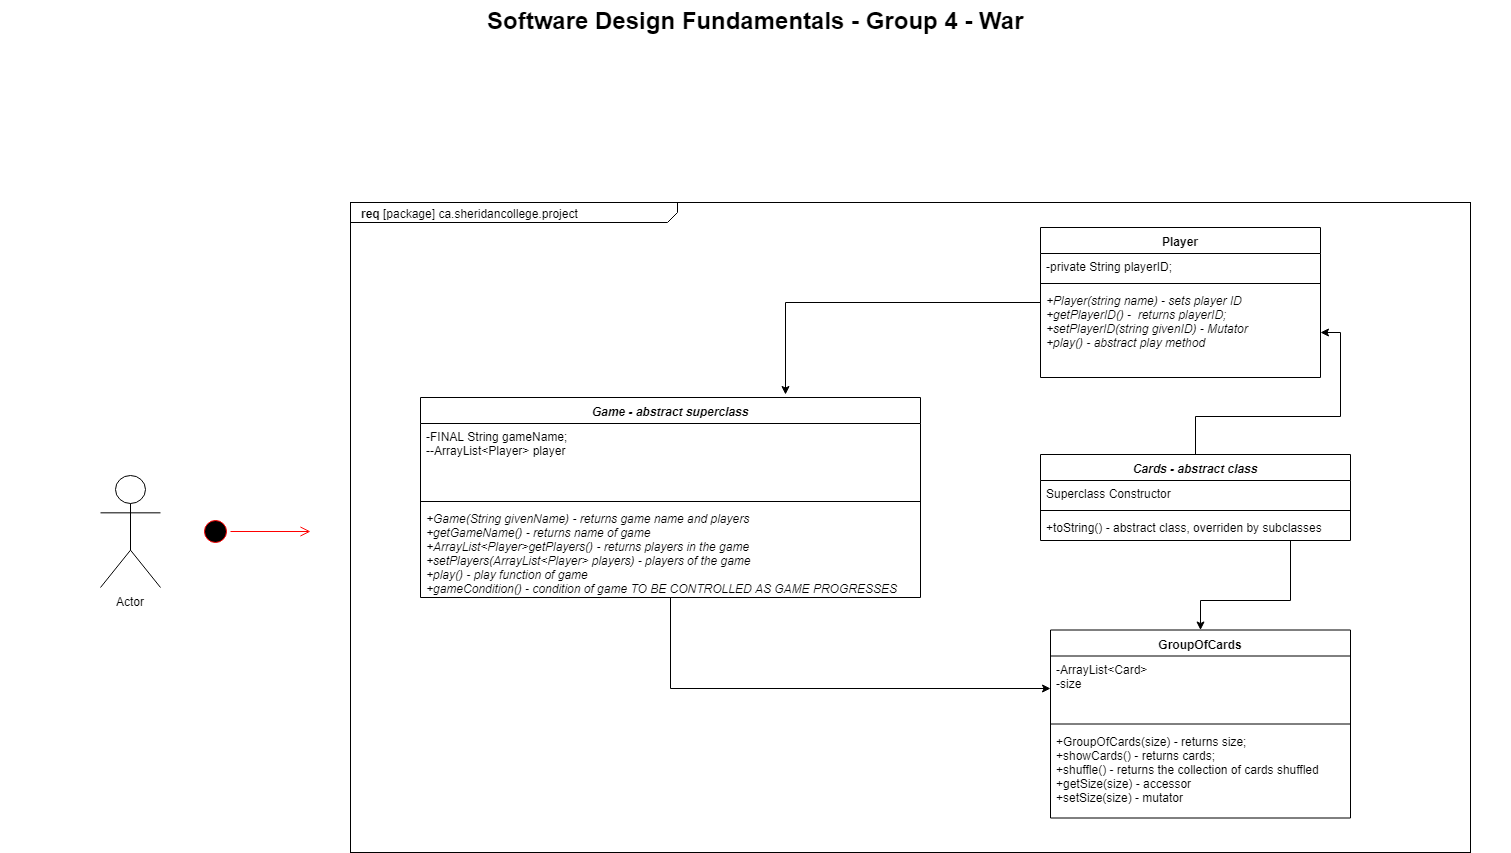 Software Design Fundamentals - Group 4 - War
req [package] ca.sheridancollege.project
Player
-private String playerID;
+Player(string name) - sets player ID
+getPlayerID() - returns playerID;
+setPlayerID(string givenID) - Mutator
+play() - abstract play method
Game - abstract superclass
-FINAL String gameName;
--ArrayList<Player> player
+Game(String givenName) - returns game name and players
+getGameName() - returns name of game
+ArrayList<Player>getPlayers() - returns players in the game
+setPlayers(ArrayList<Player> players) - players of the game
+play() - play function of game
+gameCondition() - condition of game TO BE CONTROLLED AS GAME PROGRESSES
Cards - abstract class
Superclass Constructor
+toString() - abstract class, overriden by subclasses
Actor
GroupOfCards
-ArrayList<Card>
-size
+GroupOfCards(size) - returns size;
+showCards() - returns cards;
+shuffle() - returns the collection of cards shuffled
+getSize(size) - accessor
+setSize(size) - mutator